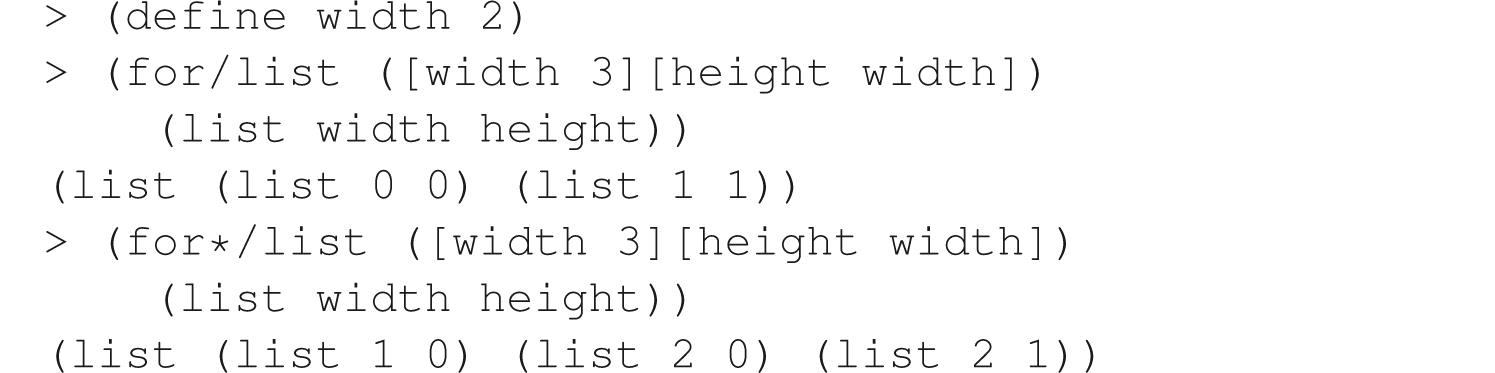 > (define width 2)
> (for/list ([width 3][height width])
(list width height))
(list (list 0 0) (list 1 1))
> (for*/list ([width 3][height width])
(list width height))
(list (list 1 0) (list 2 0) (list 2 1))